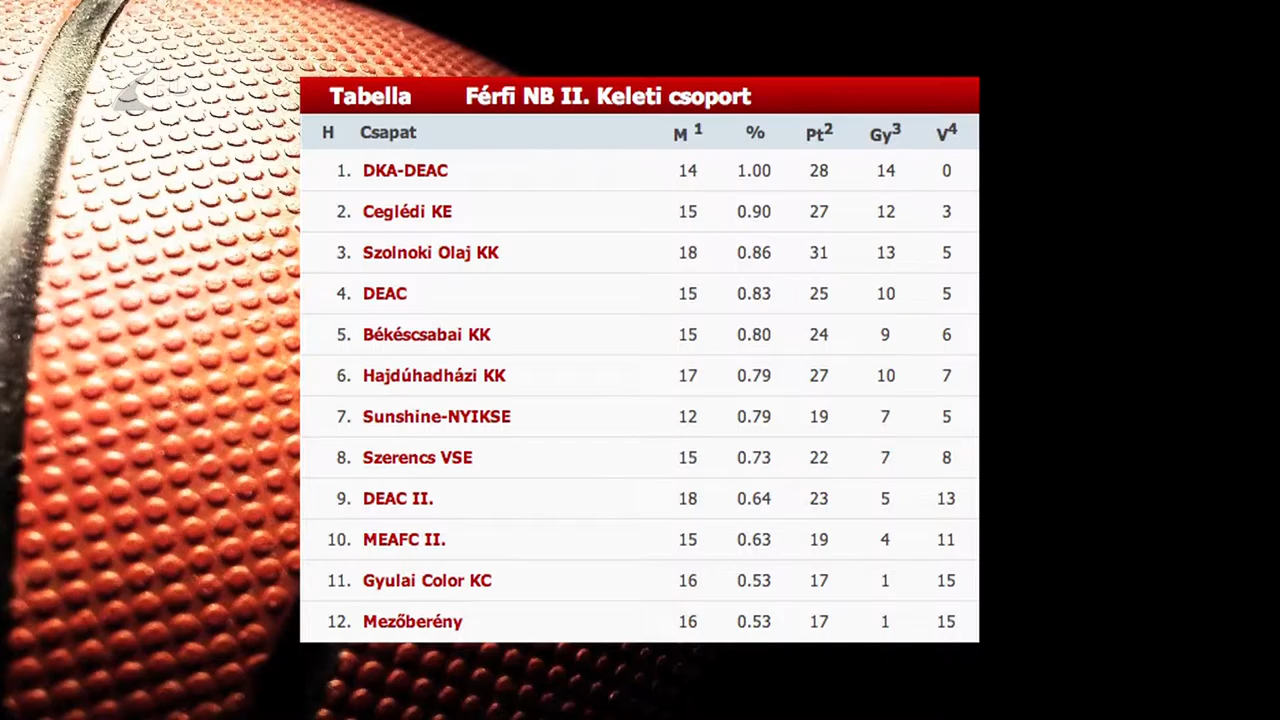 Tabella Férfi NB II. Keleti csoport
H Csapat M 1 % Pt2 Gy3 V4
1. DKA-DEAC 14 1.00 28 14 0
2. Ceglédi KE 15 0.90 27 12 3
3. Szolnoki Olaj KK 18 0.86 31 13 5
4. DEAC 15 0.83 25 10 5
5. Békéscsabai KK 15 0.80 24 9 6
6. Hajdúhadházi KK 17 0.79 27 10 7
7. Sunshine-NYIKSE 12 0.79 19 7 5
8. Szerencs VSE 15 0.73 22 7 8
9. DEAC II. 18 0.64 23 5 13
10. MEAFC II. 15 0.63 19 4 11
11. Gyulai Color KC 16 0.53 17 1 15
12. Mezőberény 16 0.53 17 1 15